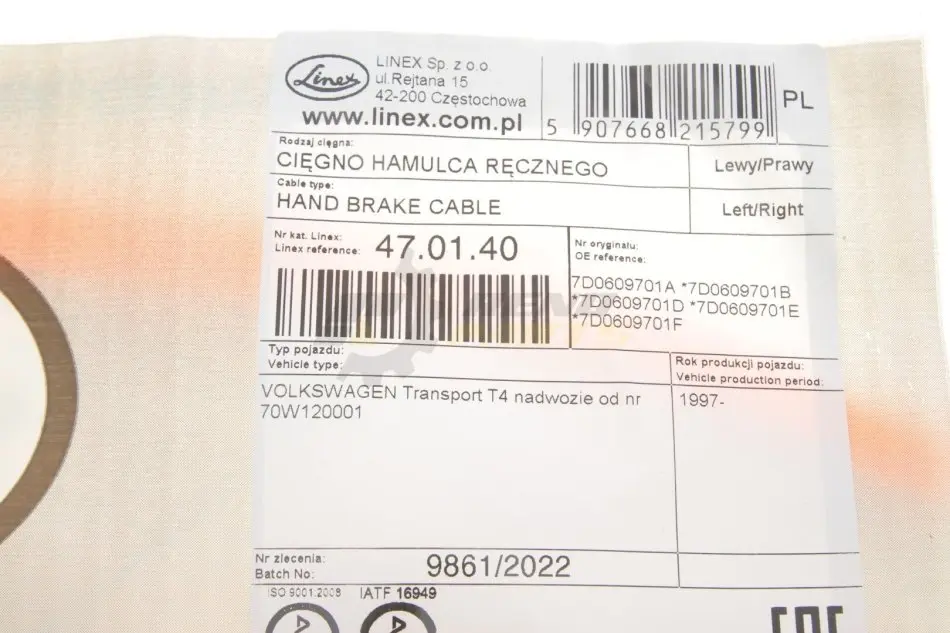 Linex
LINEX Sp. z o.o.
ul.Rejtana 15
42-200 Częstochowa
www.linex.com.pl
5 907668 215799
PL
Rodzaj cięgna:
CIĘGNO HAMULCA RĘCZNEGO
Lewy/Prawy
Cable type:
HAND BRAKE CABLE
Left/Right
Nr kat. Linex:
Linex reference:
47.01.40
Nr oryginału:
OE reference:
7D0609701A *7D0609701B
*7D0609701D *7D0609701E
*7D0609701F
Typ pojazdu:
Vehicle type:
Rok produkcji pojazdu:
Vehicle production period:
VOLKSWAGEN Transport T4 nadwozie od nr
70W120001
1997-
Nr zlecenia:
Batch No:
9861/2022
ISO 9001:2008
IATF 16949